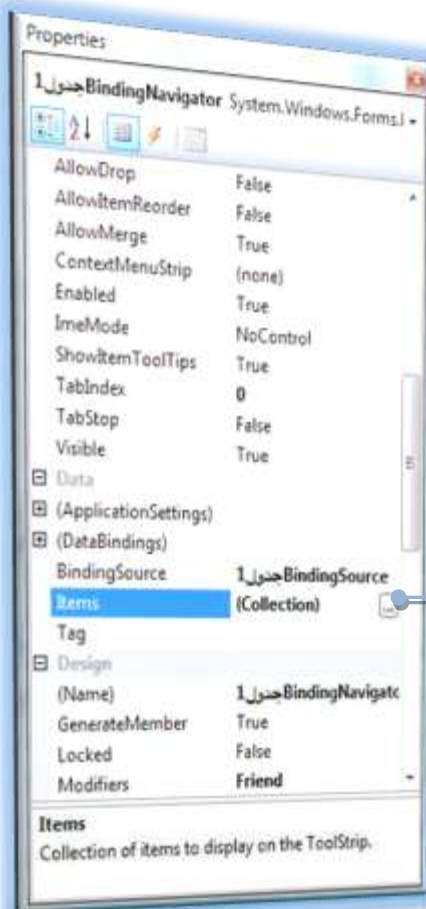 Properties
جدول1BindingNavigator System.Windows.Forms.
AllowDrop False
AllowItemReorder False
AllowMerge True
ContextMenuStrip (none)
Enabled True
ImeMode NoControl
ShowItemToolTips True
TabIndex 0
TabStop False
Visible True
Data
(ApplicationSettings)
(DataBindings)
BindingSource جدول1BindingSource
Items (Collection)
Tag
Design
(Name) جدول1BindingNavigatc
GenerateMember True
Locked False
Modifiers Friend
Items
Collection of items to display on the ToolStrip.